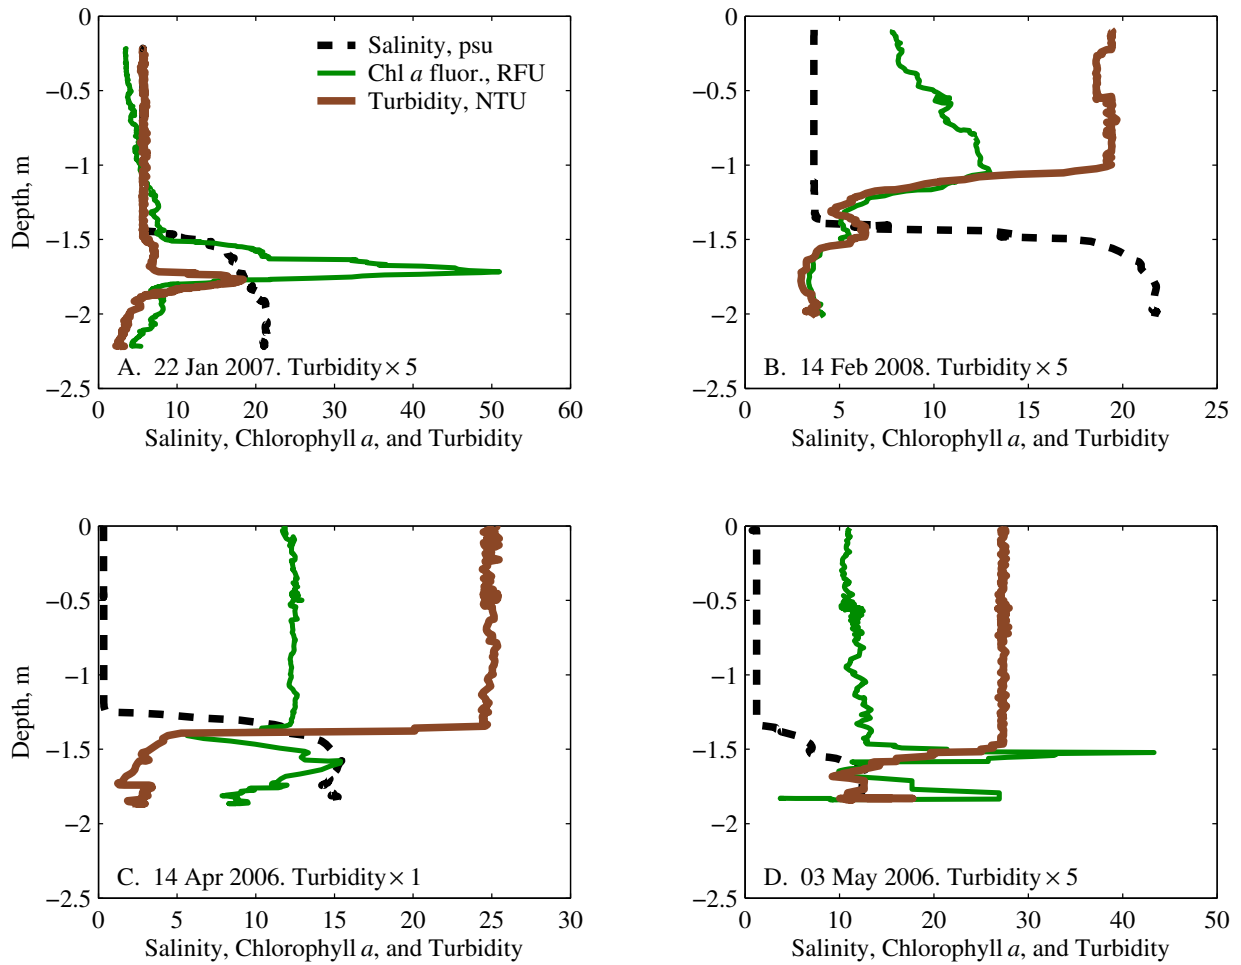 0
−0.5
−1
−1.5
−2
−2.5
Depth, m
Salinity, psu
Chl a fluor., RFU
Turbidity, NTU
A. 22 Jan 2007. Turbidity × 5
0 10 20 30 40 50 60
Salinity, Chlorophyll a, and Turbidity
0
−0.5
−1
−1.5
−2
−2.5
B. 14 Feb 2008. Turbidity × 5
0 5 10 15 20 25
Salinity, Chlorophyll a, and Turbidity
0
−0.5
−1
−1.5
−2
−2.5
Depth, m
C. 14 Apr 2006. Turbidity × 1
0 5 10 15 20 25 30
Salinity, Chlorophyll a, and Turbidity
0
−0.5
−1
−1.5
−2
−2.5
D. 03 May 2006. Turbidity × 5
0 10 20 30 40 50
Salinity, Chlorophyll a, and Turbidity